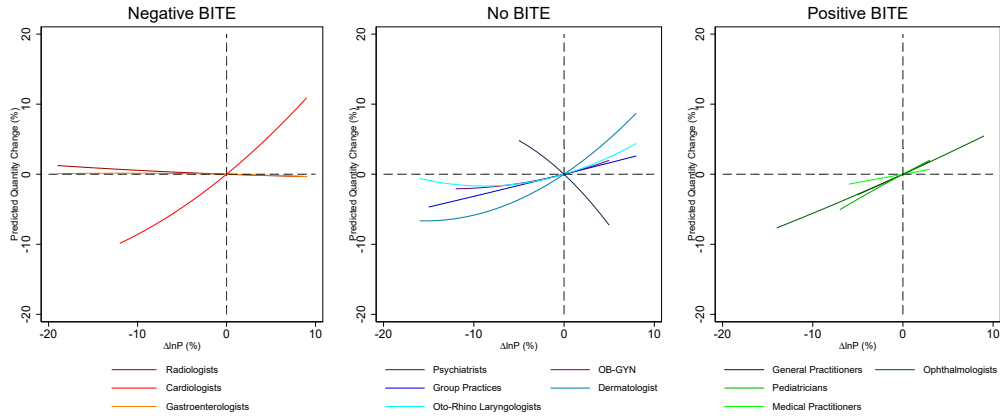 Negative BITE
No BITE
Positive BITE
Predicted Quantity Change (%)
20
10
0
-10
-20
-20
-10
0
10
ΔlnP (%)
Predicted Quantity Change (%)
20
10
0
-10
-20
-20
-10
0
10
ΔlnP (%)
Predicted Quantity Change (%)
20
10
0
-10
-20
-20
-10
0
10
ΔlnP (%)
Radiologists
Cardiologists
Gastroenterologists
Psychiatrists
OB-GYN
Group Practices
Dermatologist
Oto-Rhino Laryngologists
General Practitioners
Ophthalmologists
Pediatricians
Medical Practitioners